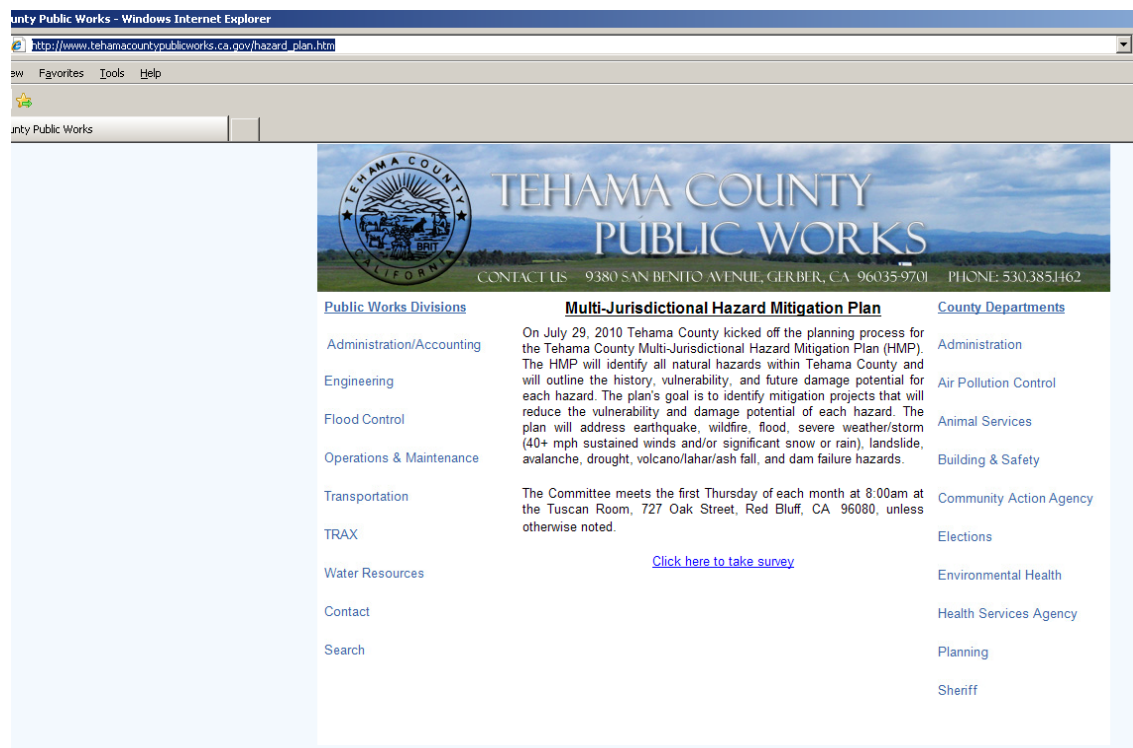 unty Public Works - Windows Internet Explorer
http://www.tehamacountypublicworks.ca.gov/hazard_plan.htm
ew Favorites Tools Help
unty Public Works
TEHAMA COUNTY
CALIFORNIA
BRIT
TEHAMA COUNTY
PUBLIC WORKS
CONTACT US 9380 SAN BENITO AVENUE, GERBER, CA 96035-9701 PHONE: 530.385.1462
Public Works Divisions
Administration/Accounting
Engineering
Flood Control
Operations & Maintenance
Transportation
TRAX
Water Resources
Contact
Search
Multi-Jurisdictional Hazard Mitigation Plan
On July 29, 2010 Tehama County kicked off the planning process for
the Tehama County Multi-Jurisdictional Hazard Mitigation Plan (HMP).
The HMP will identify all natural hazards within Tehama County and
will outline the history, vulnerability, and future damage potential for
each hazard. The plan's goal is to identify mitigation projects that will
reduce the vulnerability and damage potential of each hazard. The
plan will address earthquake, wildfire, flood, severe weather/storm
(40+ mph sustained winds and/or significant snow or rain), landslide,
avalanche, drought, volcano/lahar/ash fall, and dam failure hazards.
The Committee meets the first Thursday of each month at 8:00am at
the Tuscan Room, 727 Oak Street, Red Bluff, CA 96080, unless
otherwise noted.
Click here to take survey
County Departments
Administration
Air Pollution Control
Animal Services
Building & Safety
Community Action Agency
Elections
Environmental Health
Health Services Agency
Planning
Sheriff